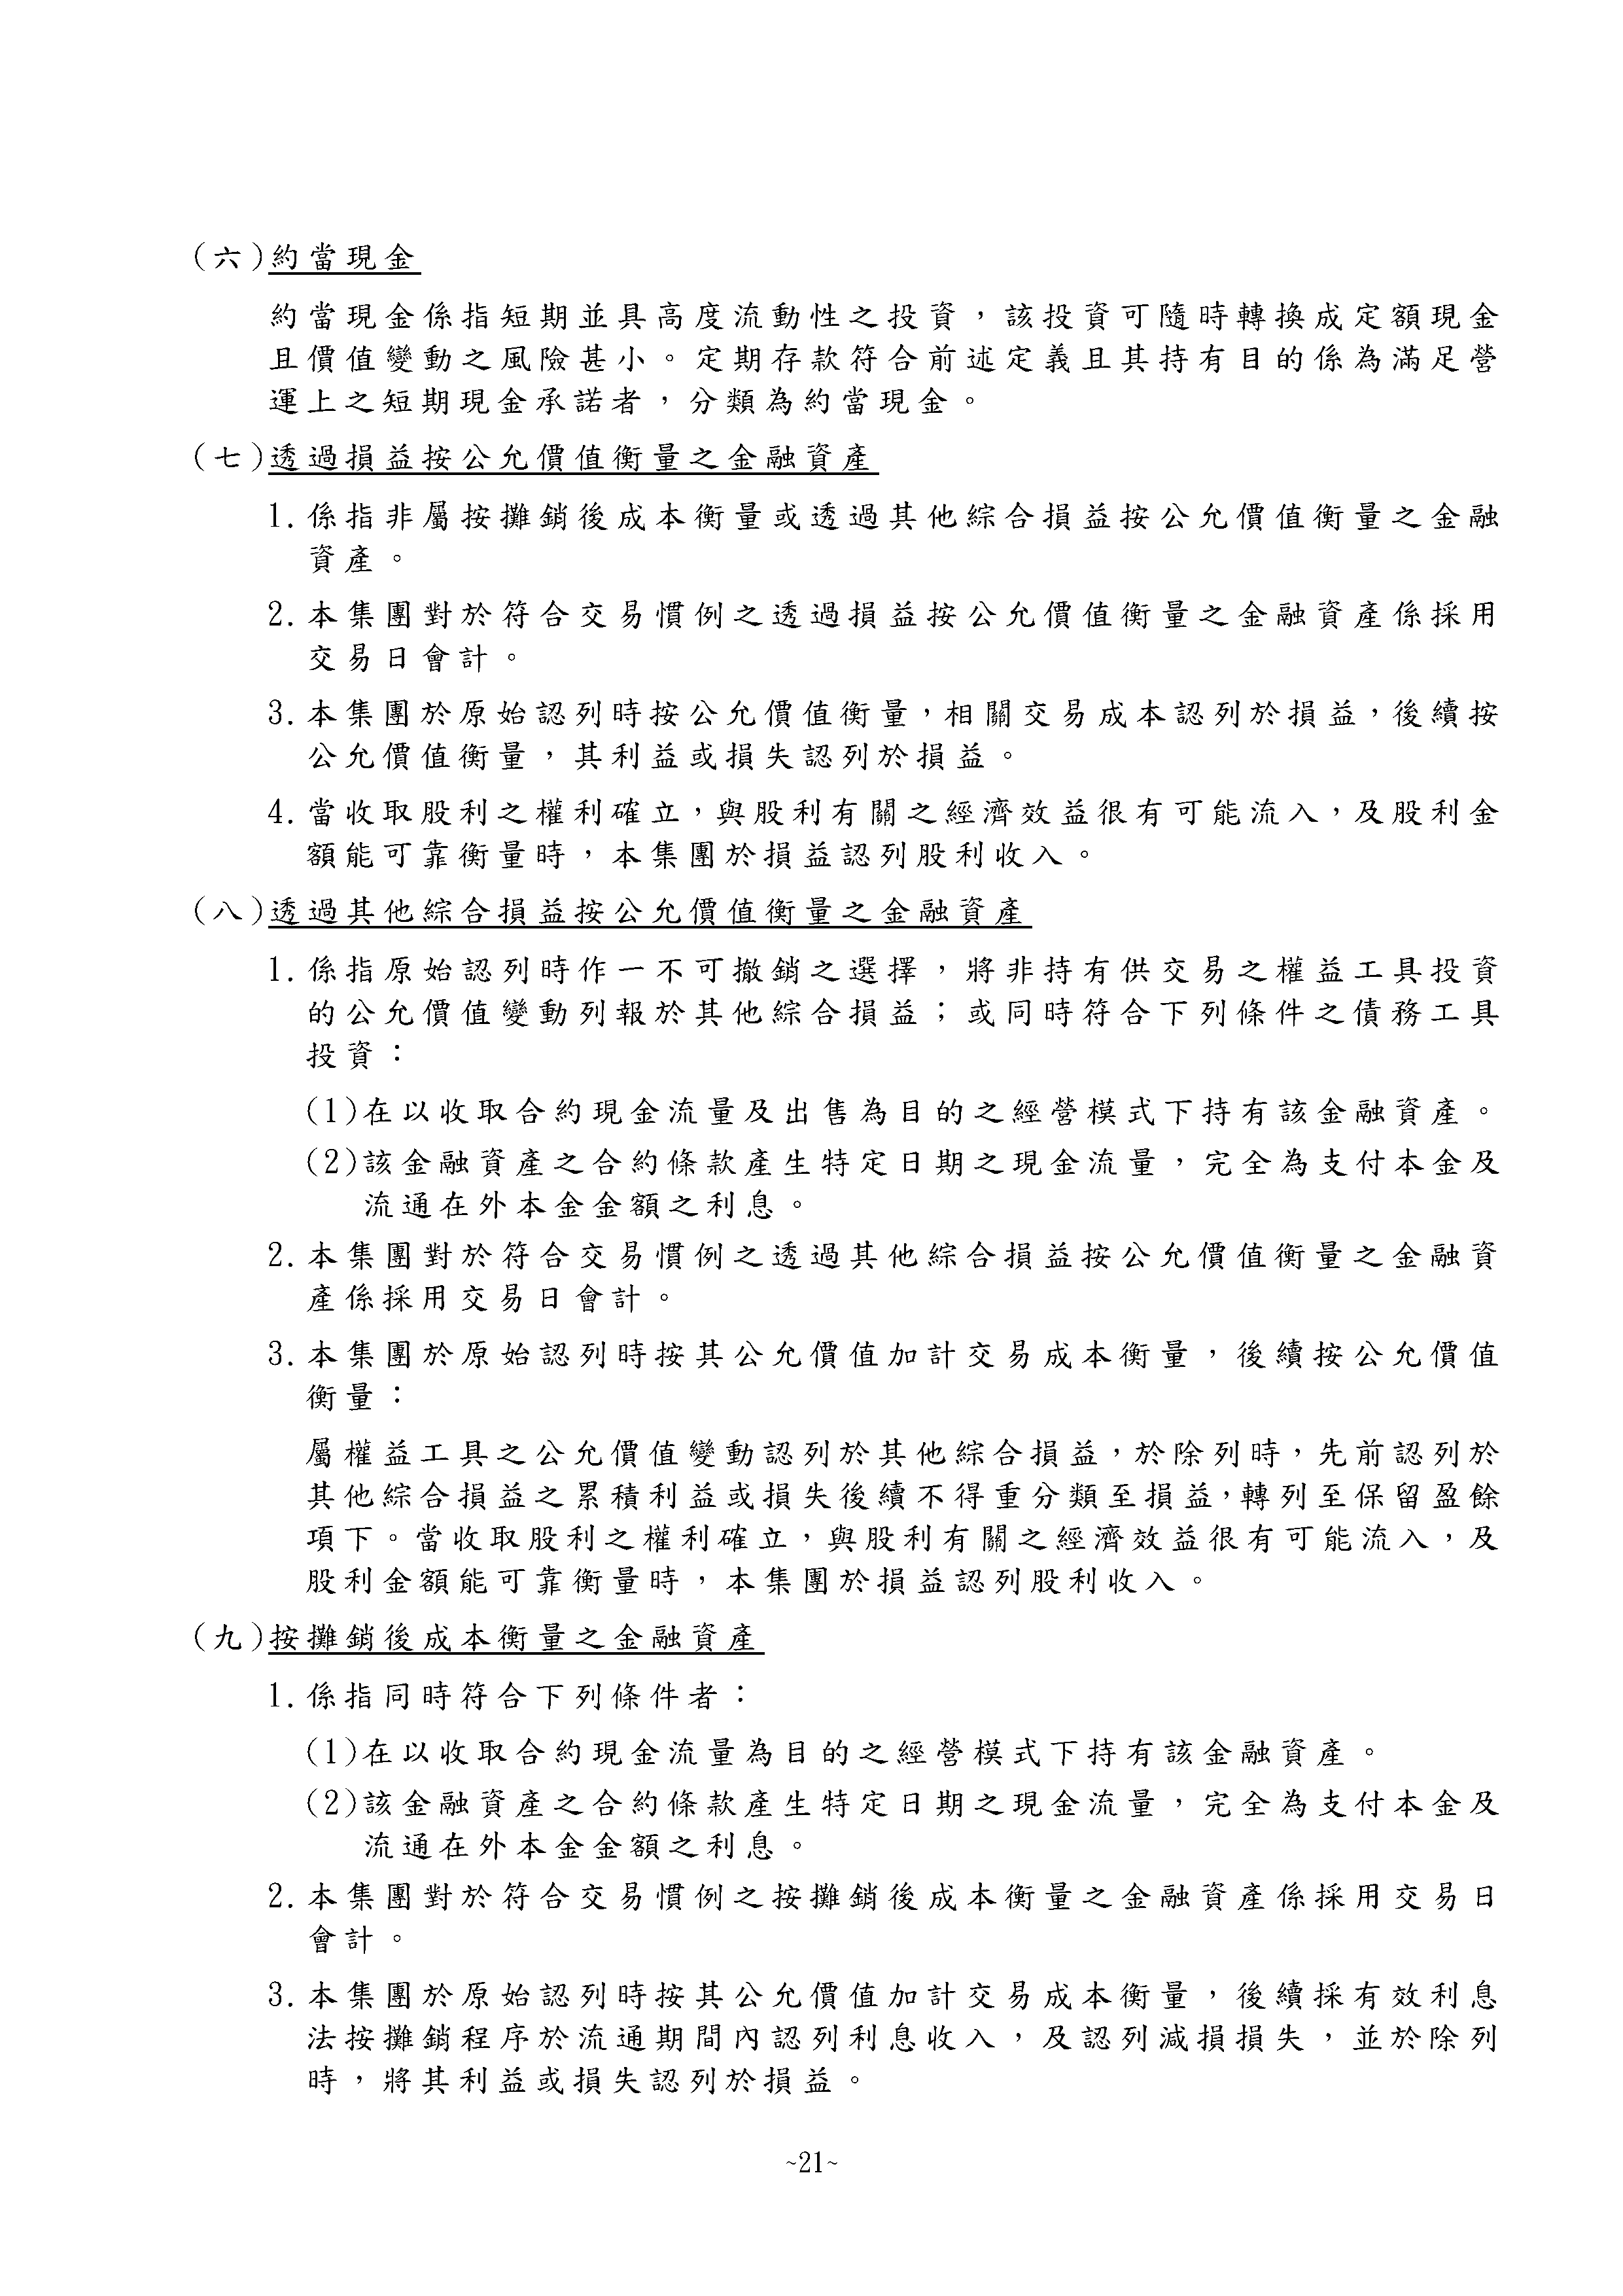 (六)約當現金
約當現金係指短期並具高度流動性之投資，該投資可隨時轉換成定額現金
且價值變動之風險甚小。定期存款符合前述定義且其持有目的係為滿足營
運上之短期現金承諾者，分類為約當現金。
(七)透過損益按公允價值衡量之金融資產
1.係指非屬按攤銷後成本衡量或透過其他綜合損益按公允價值衡量之金融
資產。
2.本集團對於符合交易慣例之透過損益按公允價值衡量之金融資產係採用
交易日會計。
3.本集團於原始認列時按公允價值衡量，相關交易成本認列於損益，後續按
公允價值衡量，其利益或損失認列於損益。
4.當收取股利之權利確立，與股利有關之經濟效益很有可能流入，及股利金
額能可靠衡量時，本集團於損益認列股利收入。
(八)透過其他綜合損益按公允價值衡量之金融資產
1.係指原始認列時作一不可撤銷之選擇，將非持有供交易之權益工具投資
的公允價值變動列報於其他綜合損益；或同時符合下列條件之債務工具
投資：
(1)在以收取合約現金流量及出售為目的之經營模式下持有該金融資產。
(2)該金融資產之合約條款產生特定日期之現金流量，完全為支付本金及
流通在外本金金額之利息。
2.本集團對於符合交易慣例之透過其他綜合損益按公允價值衡量之金融資
產係採用交易日會計。
3.本集團於原始認列時按其公允價值加計交易成本衡量，後續按公允價值
衡量：
屬權益工具之公允價值變動認列於其他綜合損益，於除列時，先前認列於
其他綜合損益之累積利益或損失後續不得重分類至損益，轉列至保留盈餘
項下。當收取股利之權利確立，與股利有關之經濟效益很有可能流入，及
股利金額能可靠衡量時，本集團於損益認列股利收入。
(九)按攤銷後成本衡量之金融資產
1.係指同時符合下列條件者：
(1)在以收取合約現金流量為目的之經營模式下持有該金融資產。
(2)該金融資產之合約條款產生特定日期之現金流量，完全為支付本金及
流通在外本金金額之利息。
2.本集團對於符合交易慣例之按攤銷後成本衡量之金融資產係採用交易日
會計。
3.本集團於原始認列時按其公允價值加計交易成本衡量，後續採有效利息
法按攤銷程序於流通期間內認列利息收入，及認列減損損失，並於除列
時，將其利益或損失認列於損益。
~21~